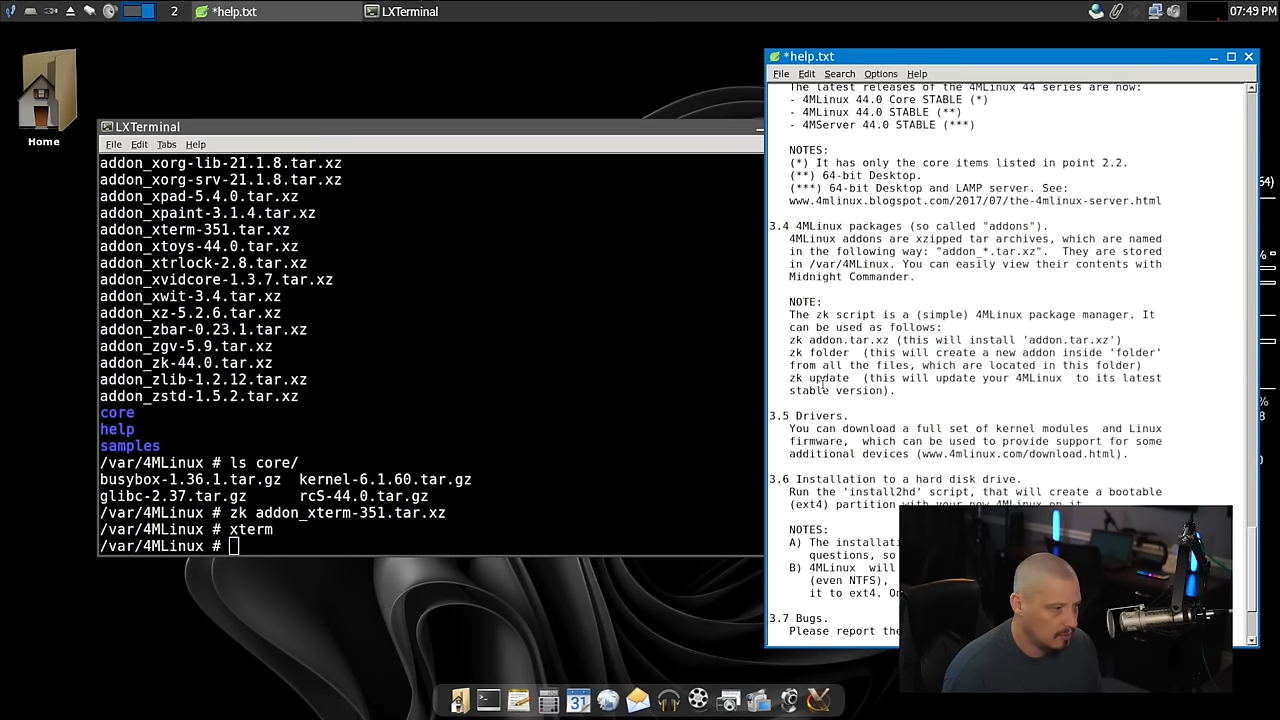 2
*help.txt
LXTerminal
07:49 PM
Home
LXTerminal
File Edit Tabs Help
addon_xorg-lib-21.1.8.tar.xz
addon_xorg-srv-21.1.8.tar.xz
addon_xpad-5.4.0.tar.xz
addon_xpaint-3.1.4.tar.xz
addon_xterm-351.tar.xz
addon_xtoys-44.0.tar.xz
addon_xtrlock-2.8.tar.xz
addon_xvidcore-1.3.7.tar.xz
addon_xwit-3.4.tar.xz
addon_xz-5.2.6.tar.xz
addon_zbar-0.23.1.tar.xz
addon_zgv-5.9.tar.xz
addon_zk-44.0.tar.xz
addon_zlib-1.2.12.tar.xz
addon_zstd-1.5.2.tar.xz
core
help
samples
/var/4MLinux # ls core/
busybox-1.36.1.tar.gz kernel-6.1.60.tar.gz
glibc-2.37.tar.gz rcS-44.0.tar.gz
/var/4MLinux # zk addon_xterm-351.tar.xz
/var/4MLinux # xterm
/var/4MLinux #
*help.txt
File Edit Search Options Help
The latest releases of the 4MLinux 44 series are now:
- 4MLinux 44.0 Core STABLE (*)
- 4MLinux 44.0 STABLE (**)
- 4MServer 44.0 STABLE (***)
NOTES:
(*) It has only the core items listed in point 2.2.
(**) 64-bit Desktop.
(***) 64-bit Desktop and LAMP server. See:
www.4mlinux.blogspot.com/2017/07/the-4mlinux-server.html
3.4 4MLinux packages (so called "addons").
4MLinux addons are xzipped tar archives, which are named
in the following way: "addon_*.tar.xz". They are stored
in /var/4MLinux. You can easily view their contents with
Midnight Commander.
NOTE:
The zk script is a (simple) 4MLinux package manager. It
can be used as follows:
zk addon.tar.xz (this will install 'addon.tar.xz')
zk folder (this will create a new addon inside 'folder'
from all the files, which are located in this folder)
zk update (this will update your 4MLinux to its latest
stable version).
3.5 Drivers.
You can download a full set of kernel modules and Linux
firmware, which can be used to provide support for some
additional devices (www.4mlinux.com/download.html).
3.6 Installation to a hard disk drive.
Run the 'install2hd' script, that will create a bootable
(ext4) partition with your new 4MLinux on it.
NOTES:
A) The installati
questions, so
B) 4MLinux will
(even NTFS),
it to ext4. On
3.7 Bugs.
Please report the
64)
%
%
8
0